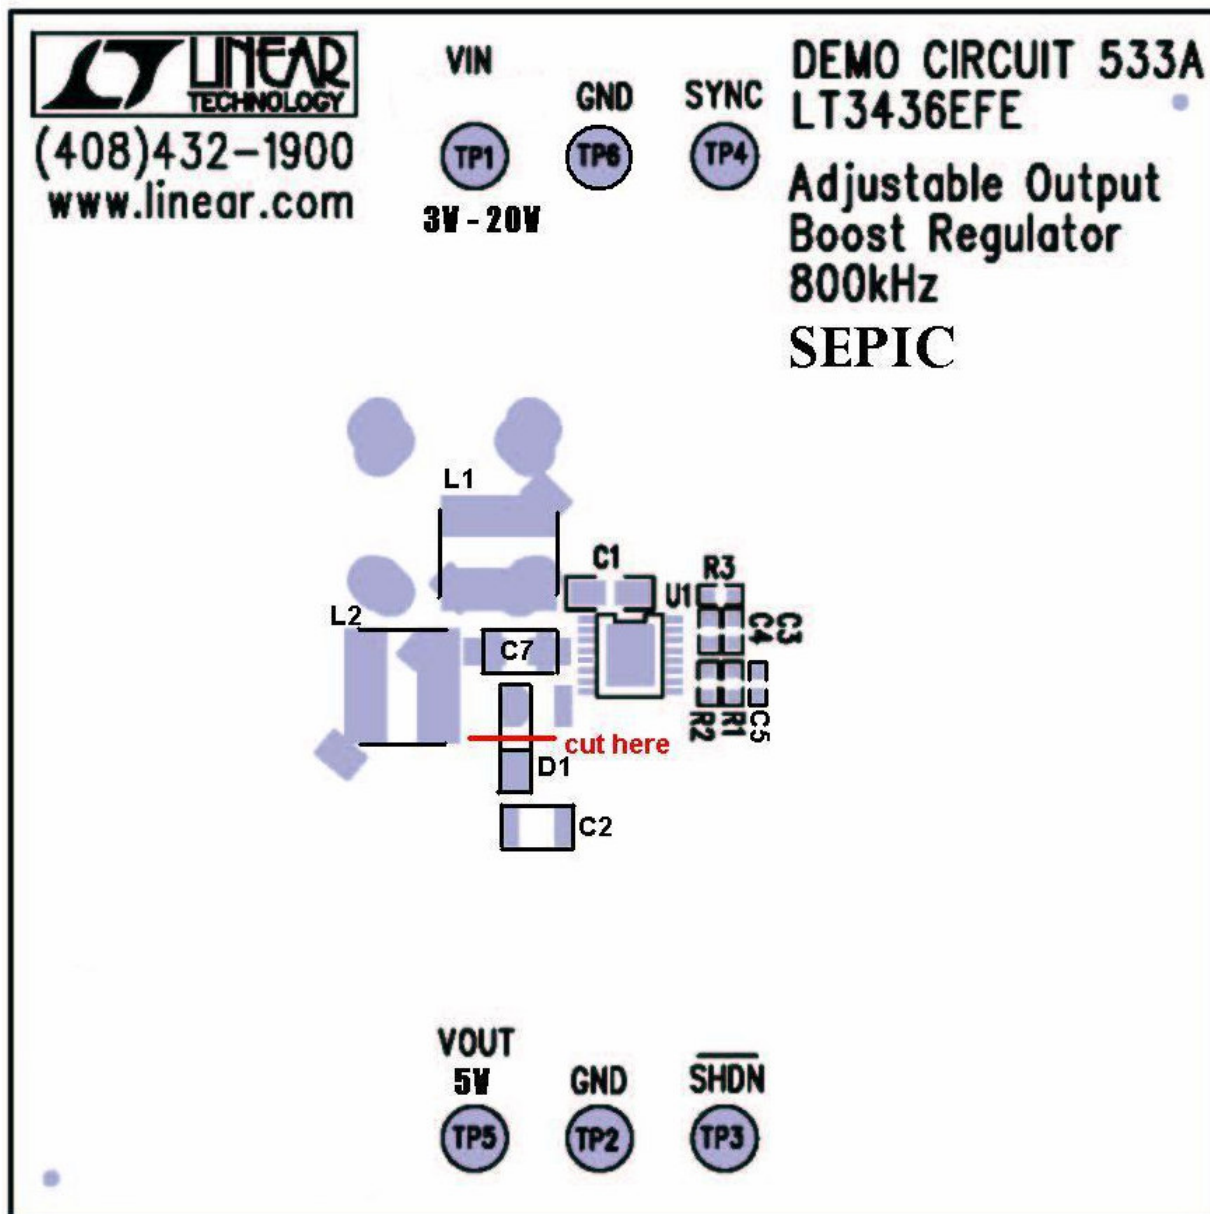 LT LINEAR
TECHNOLOGY
(408)432-1900
www.linear.com
VIN
TP1
3V - 20V
GND
TP6
SYNC
TP4
DEMO CIRCUIT 533A
LT3436EFE
Adjustable Output
Boost Regulator
800kHz
SEPIC
L1
C1
U1
R3
C4
C3
L2
C7
R2
R1
C5
cut here
D1
C2
VOUT
5V
TP5
GND
TP2
SHDN
TP3